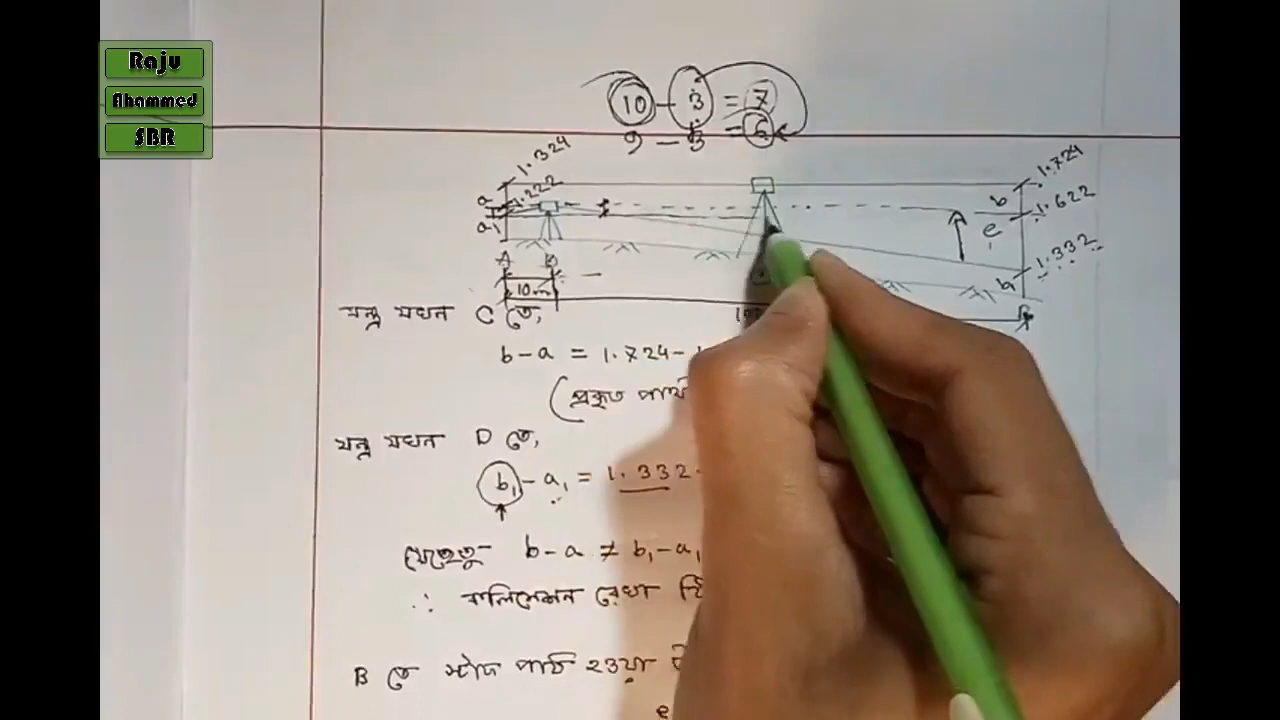 Raju
Ahammed
SBR
10 - 3 = 7
9 - 3 = 6
1.324
1.222
a
a₁
1.724
b
1.622
e
1.332
b₁
A D
10m
B
যন্ত্র যখন C তে,
b-a = 1.724-
(প্রকৃত পার্থ
যন্ত্র যখন D তে,
b₁ - a₁ = 1.332
যেহেতু b-a ≠ b₁-a₁
∴ কলিমেশন রেখা
B তে স্টাফ পাঠ হওয়া
e